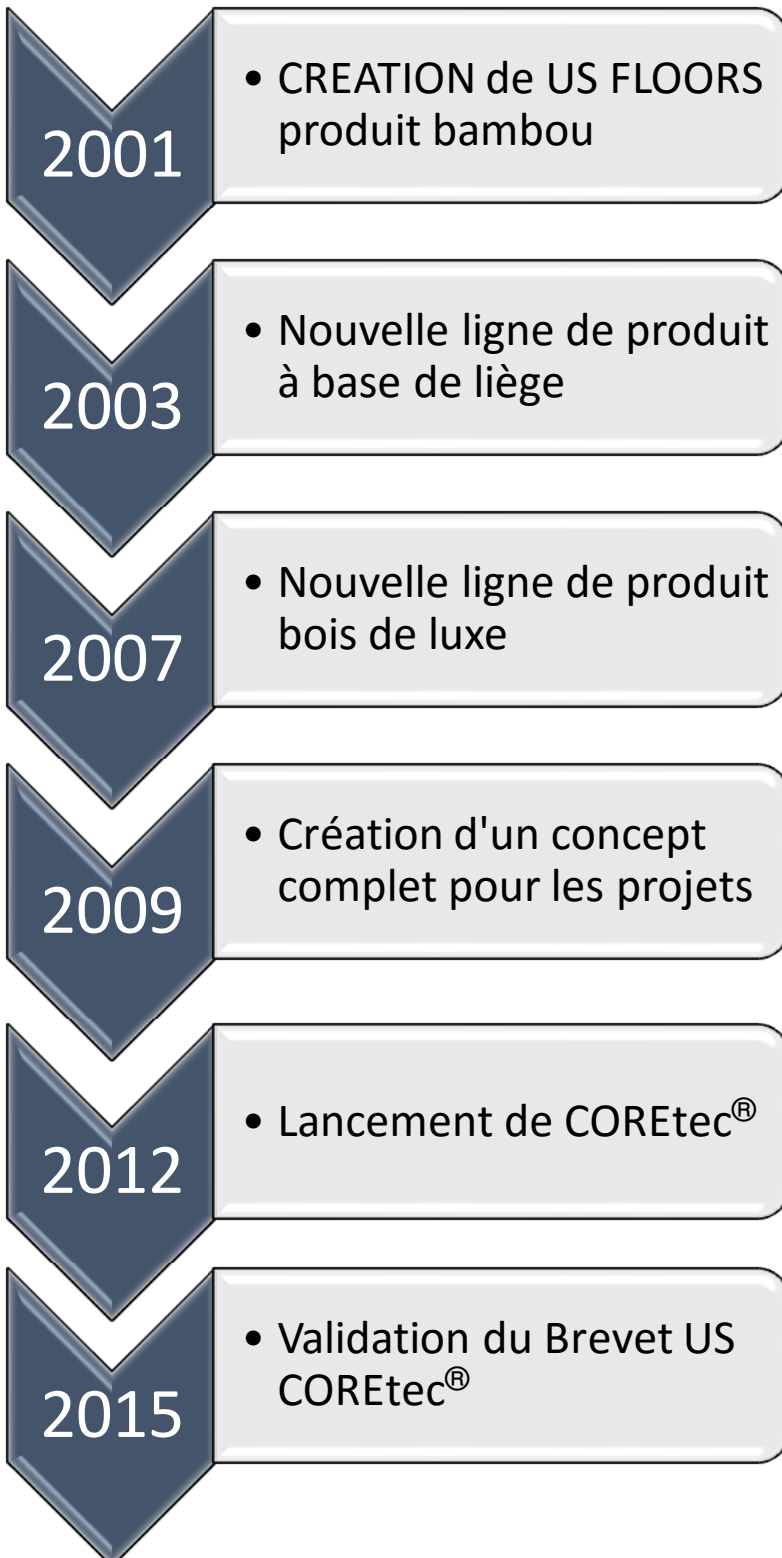 2001
• CREATION de US FLOORS
produit bambou
2003
• Nouvelle ligne de produit
à base de liège
2007
• Nouvelle ligne de produit
bois de luxe
2009
• Création d'un concept
complet pour les projets
2012
• Lancement de COREtec®
2015
• Validation du Brevet US
COREtec®